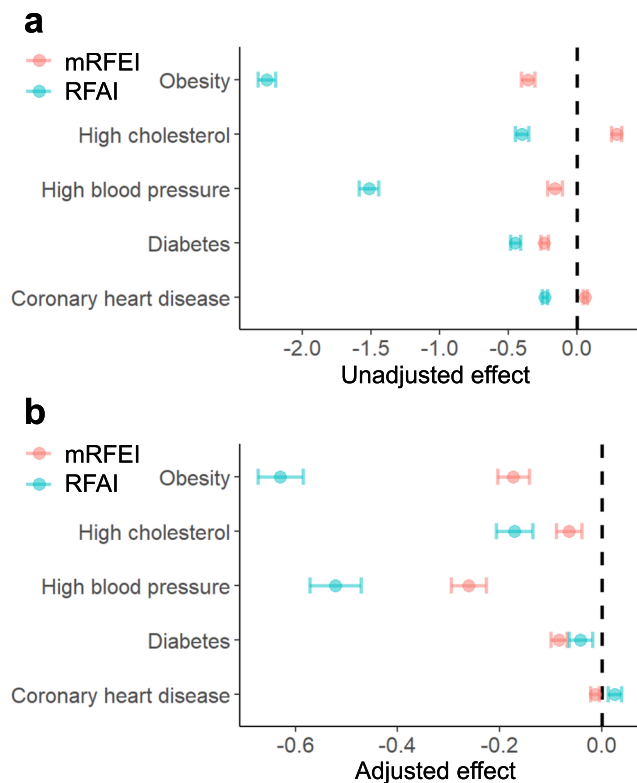 a
mRFEI
RFAI
Obesity
High cholesterol
High blood pressure
Diabetes
Coronary heart disease
-2.0 -1.5 -1.0 -0.5 0.0
Unadjusted effect
b
mRFEI
RFAI
Obesity
High cholesterol
High blood pressure
Diabetes
Coronary heart disease
-0.6 -0.4 -0.2 0.0
Adjusted effect